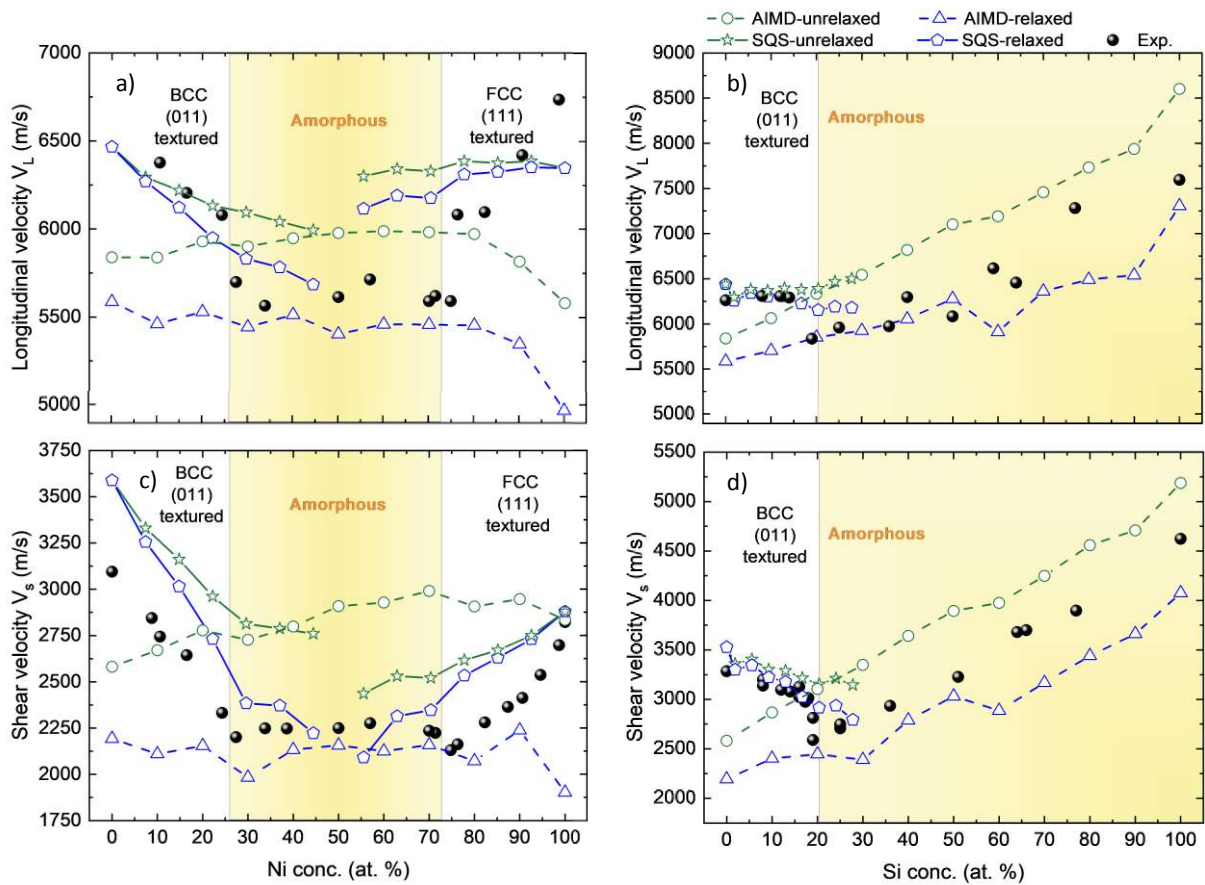 AIMD-unrelaxed AIMD-relaxed
SQS-unrelaxed SQS-relaxed Exp.
a)
BCC
(011)
textured
Amorphous
FCC
(111)
textured
Longitudinal velocity V_L (m/s)
7000
6500
6000
5500
5000
b)
BCC
(011)
textured
Amorphous
Longitudinal velocity V_L (m/s)
9000
8500
8000
7500
7000
6500
6000
5500
5000
c)
BCC
(011)
textured
Amorphous
FCC
(111)
textured
Shear velocity V_s (m/s)
3750
3500
3250
3000
2750
2500
2250
2000
1750
0 10 20 30 40 50 60 70 80 90 100
Ni conc. (at. %)
d)
BCC
(011)
textured
Amorphous
Shear velocity V_s (m/s)
5500
5000
4500
4000
3500
3000
2500
2000
0 10 20 30 40 50 60 70 80 90 100
Si conc. (at. %)